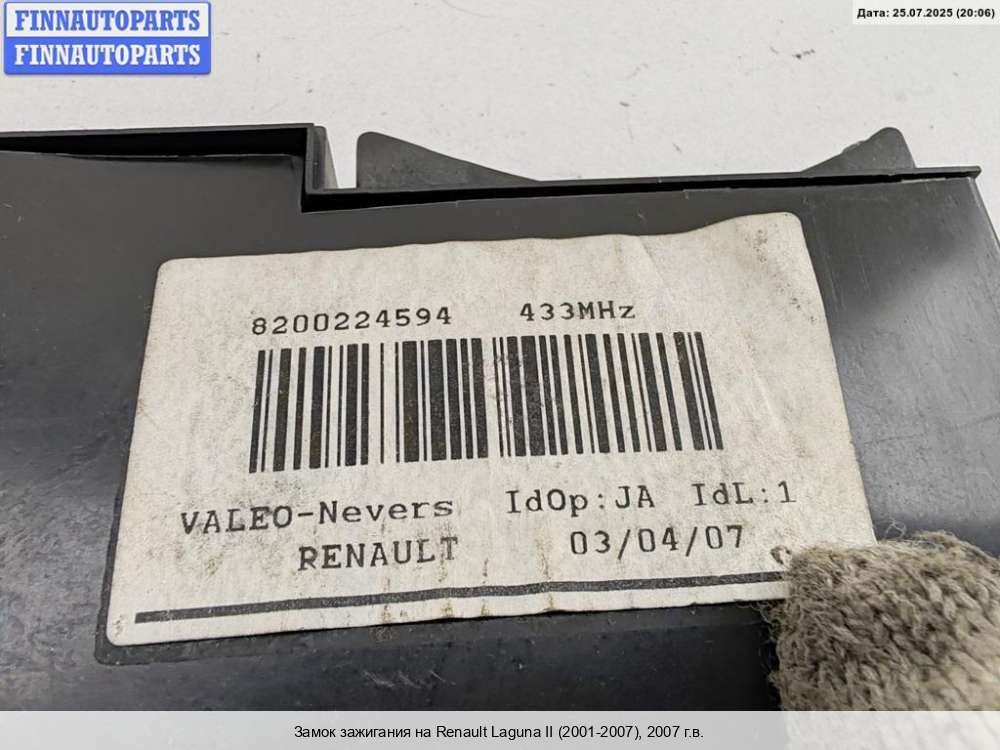 FINNAUTOPARTS
FINNAUTOPARTS
Дата: 25.07.2025 (20:06)
8200224594 433MHz
VALEO-Nevers IdOp:JA IdL:1
RENAULT 03/04/07
Замок зажигания на Renault Laguna II (2001-2007), 2007 г.в.